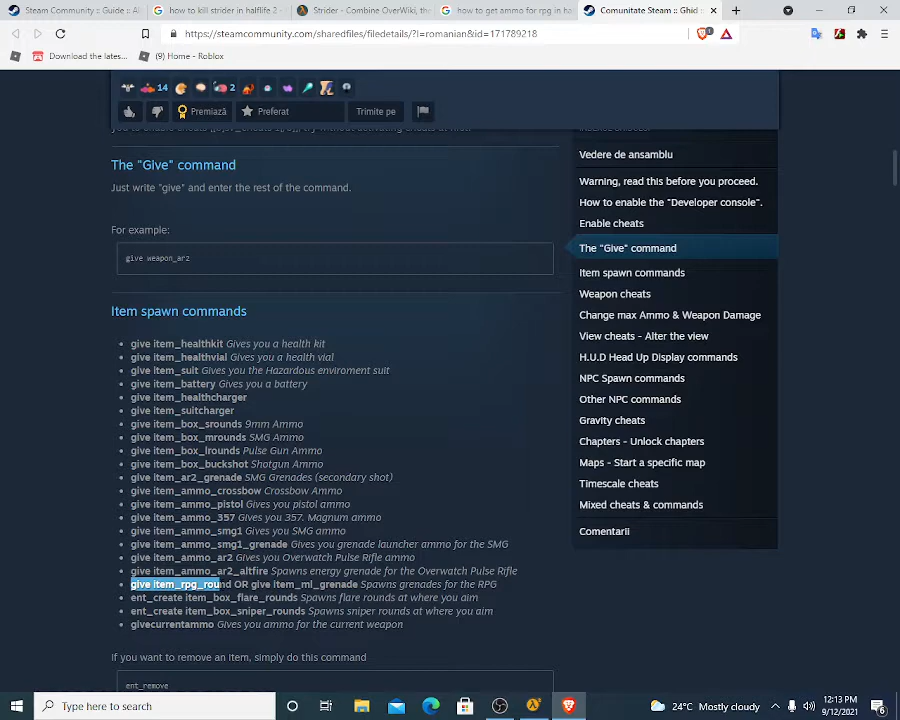 Steam Community :: Guide :: Al
how to kill strider in halflife 2 -
Strider - Combine OverWiki, the
how to get ammo for rpg in ha
Comunitate Steam :: Ghid ::
https://steamcommunity.com/sharedfiles/filedetails/?l=romanian&id=171789218
Download the lates...
(9) Home - Roblox
14
2
Premiază
Preferat
Trimite pe
The "Give" command
Just write "give" and enter the rest of the command.
For example:
give weapon_ar2
Item spawn commands
give item_healthkit Gives you a health kit
give item_healthvial Gives you a health vial
give item_suit Gives you the Hazardous enviroment suit
give item_battery Gives you a battery
give item_healthcharger
give item_suitcharger
give item_box_srounds 9mm Ammo
give item_box_mrounds SMG Ammo
give item_box_lrounds Pulse Gun Ammo
give item_box_buckshot Shotgun Ammo
give item_ar2_grenade SMG Grenades (secondary shot)
give item_ammo_crossbow Crossbow Ammo
give item_ammo_pistol Gives you pistol ammo
give item_ammo_357 Gives you 357. Magnum ammo
give item_ammo_smg1 Gives you SMG ammo
give item_ammo_smg1_grenade Gives you grenade launcher ammo for the SMG
give item_ammo_ar2 Gives you Overwatch Pulse Rifle ammo
give item_ammo_ar2_altfire Spawns energy grenade for the Overwatch Pulse Rifle
give item_rpg_round OR give item_ml_grenade Spawns grenades for the RPG
ent_create item_box_flare_rounds Spawns flare rounds at where you aim
ent_create item_box_sniper_rounds Spawns sniper rounds at where you aim
givecurrentammo Gives you ammo for the current weapon
If you want to remove an item, simply do this command
ent_remove
Vedere de ansamblu
Warning, read this before you proceed.
How to enable the "Developer console".
Enable cheats
The "Give" command
Item spawn commands
Weapon cheats
Change max Ammo & Weapon Damage
View cheats - Alter the view
H.U.D Head Up Display commands
NPC Spawn commands
Other NPC commands
Gravity cheats
Chapters - Unlock chapters
Maps - Start a specific map
Timescale cheats
Mixed cheats & commands
Comentarii
Type here to search
24°C Mostly cloudy
12:13 PM
9/12/2021
6